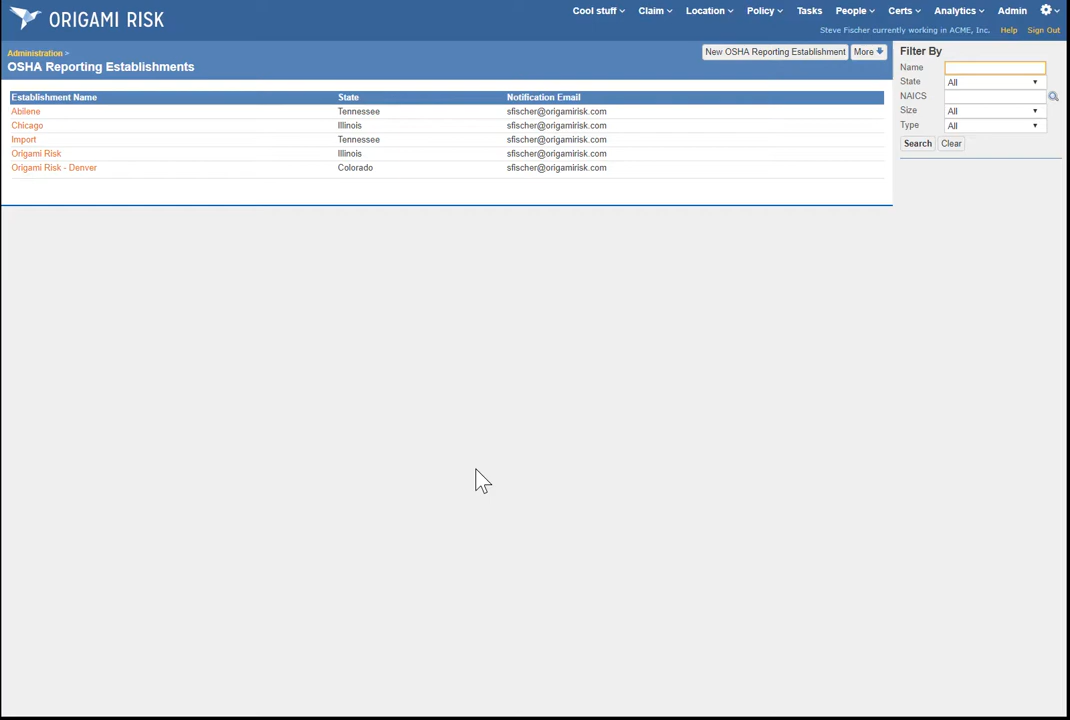 ORIGAMI RISK
Cool stuff Claim Location Policy Tasks People Certs Analytics Admin
Steve Fischer currently working in ACME, Inc. Help Sign Out
Administration >
OSHA Reporting Establishments
New OSHA Reporting Establishment More
Establishment Name State Notification Email
Abilene Tennessee sfischer@origamirisk.com
Chicago Illinois sfischer@origamirisk.com
Import Tennessee sfischer@origamirisk.com
Origami Risk Illinois sfischer@origamirisk.com
Origami Risk - Denver Colorado sfischer@origamirisk.com
Filter By
Name
State All
NAICS
Size All
Type All
Search Clear